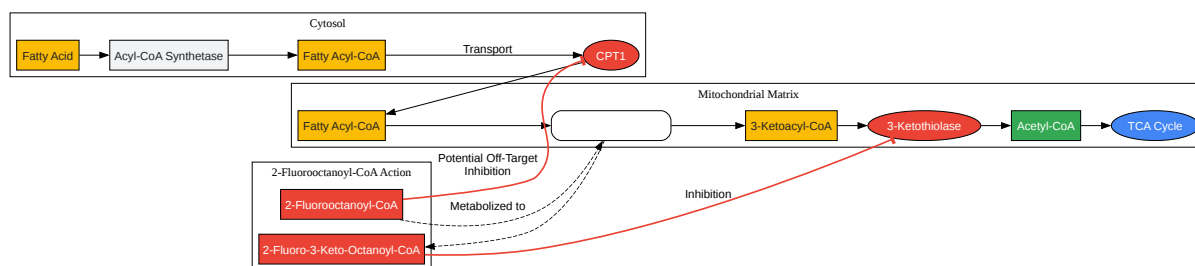 Cytosol
Fatty Acid
Acyl-CoA Synthetase
Fatty Acyl-CoA
Transport
CPT1
Mitochondrial Matrix
Fatty Acyl-CoA
3-Ketoacyl-CoA
3-Ketothiolase
Acetyl-CoA
TCA Cycle
Potential Off-Target
Inhibition
2-Fluorooctanoyl-CoA Action
2-Fluorooctanoyl-CoA
Metabolized to
Inhibition
2-Fluoro-3-Keto-Octanoyl-CoA